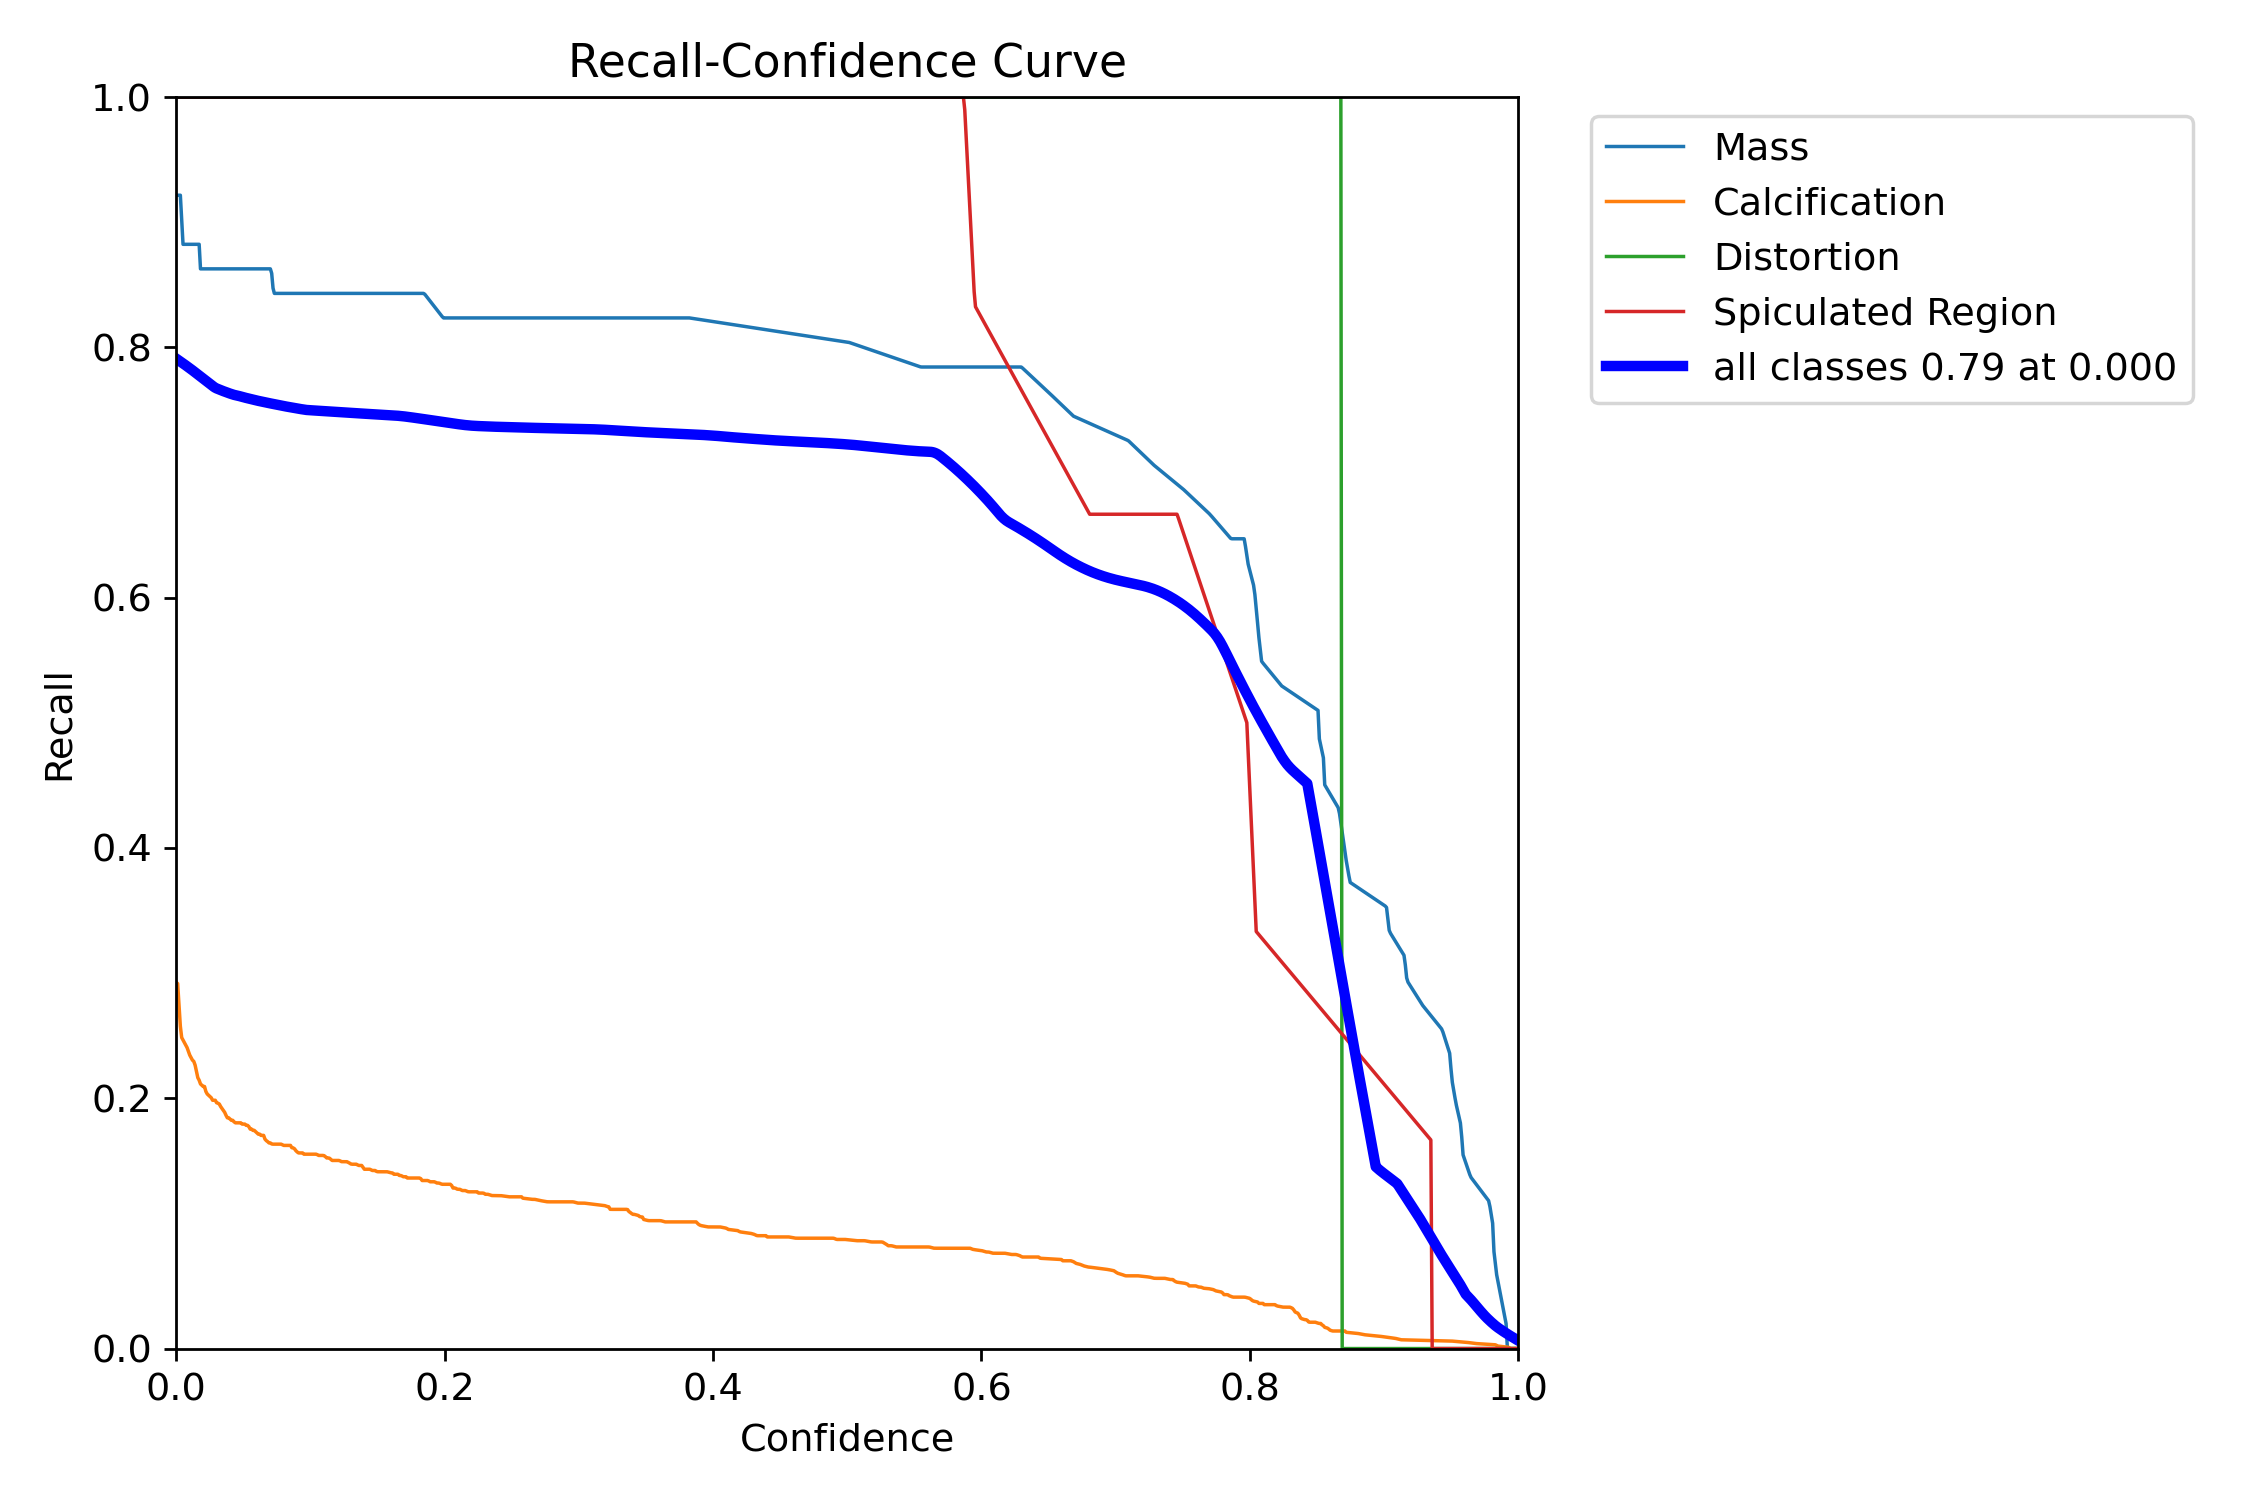 Recall-Confidence Curve
1.0
0.8
0.6
0.4
0.2
0.0
Recall
0.0 0.2 0.4 0.6 0.8 1.0
Confidence
Mass
Calcification
Distortion
Spiculated Region
all classes 0.79 at 0.000